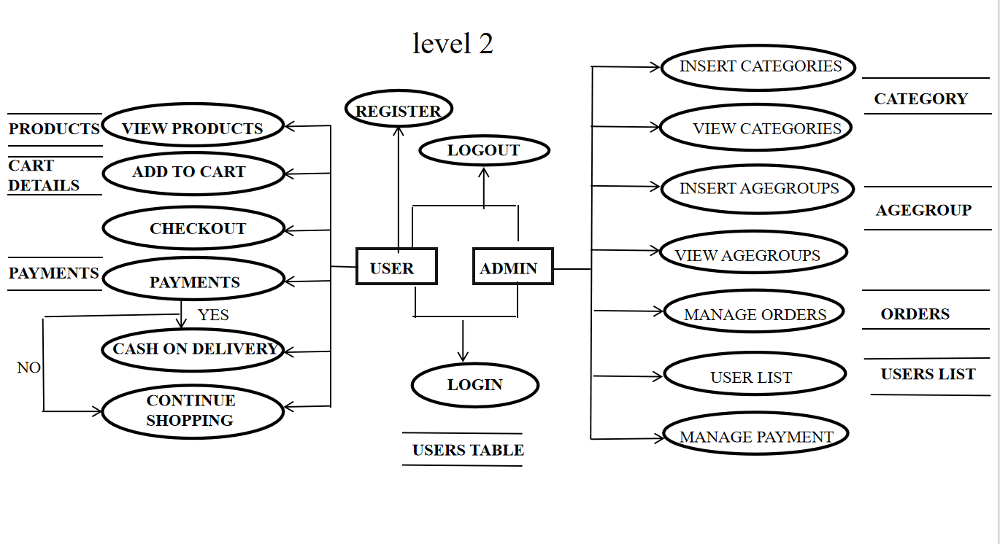 level 2
REGISTER
LOGOUT
USER
ADMIN
LOGIN
USERS TABLE
PRODUCTS
VIEW PRODUCTS
CART
DETAILS
ADD TO CART
CHECKOUT
PAYMENTS
PAYMENTS
YES
NO
CASH ON DELIVERY
CONTINUE
SHOPPING
INSERT CATEGORIES
CATEGORY
VIEW CATEGORIES
INSERT AGEGROUPS
AGEGROUP
VIEW AGEGROUPS
MANAGE ORDERS
ORDERS
USER LIST
USERS LIST
MANAGE PAYMENT